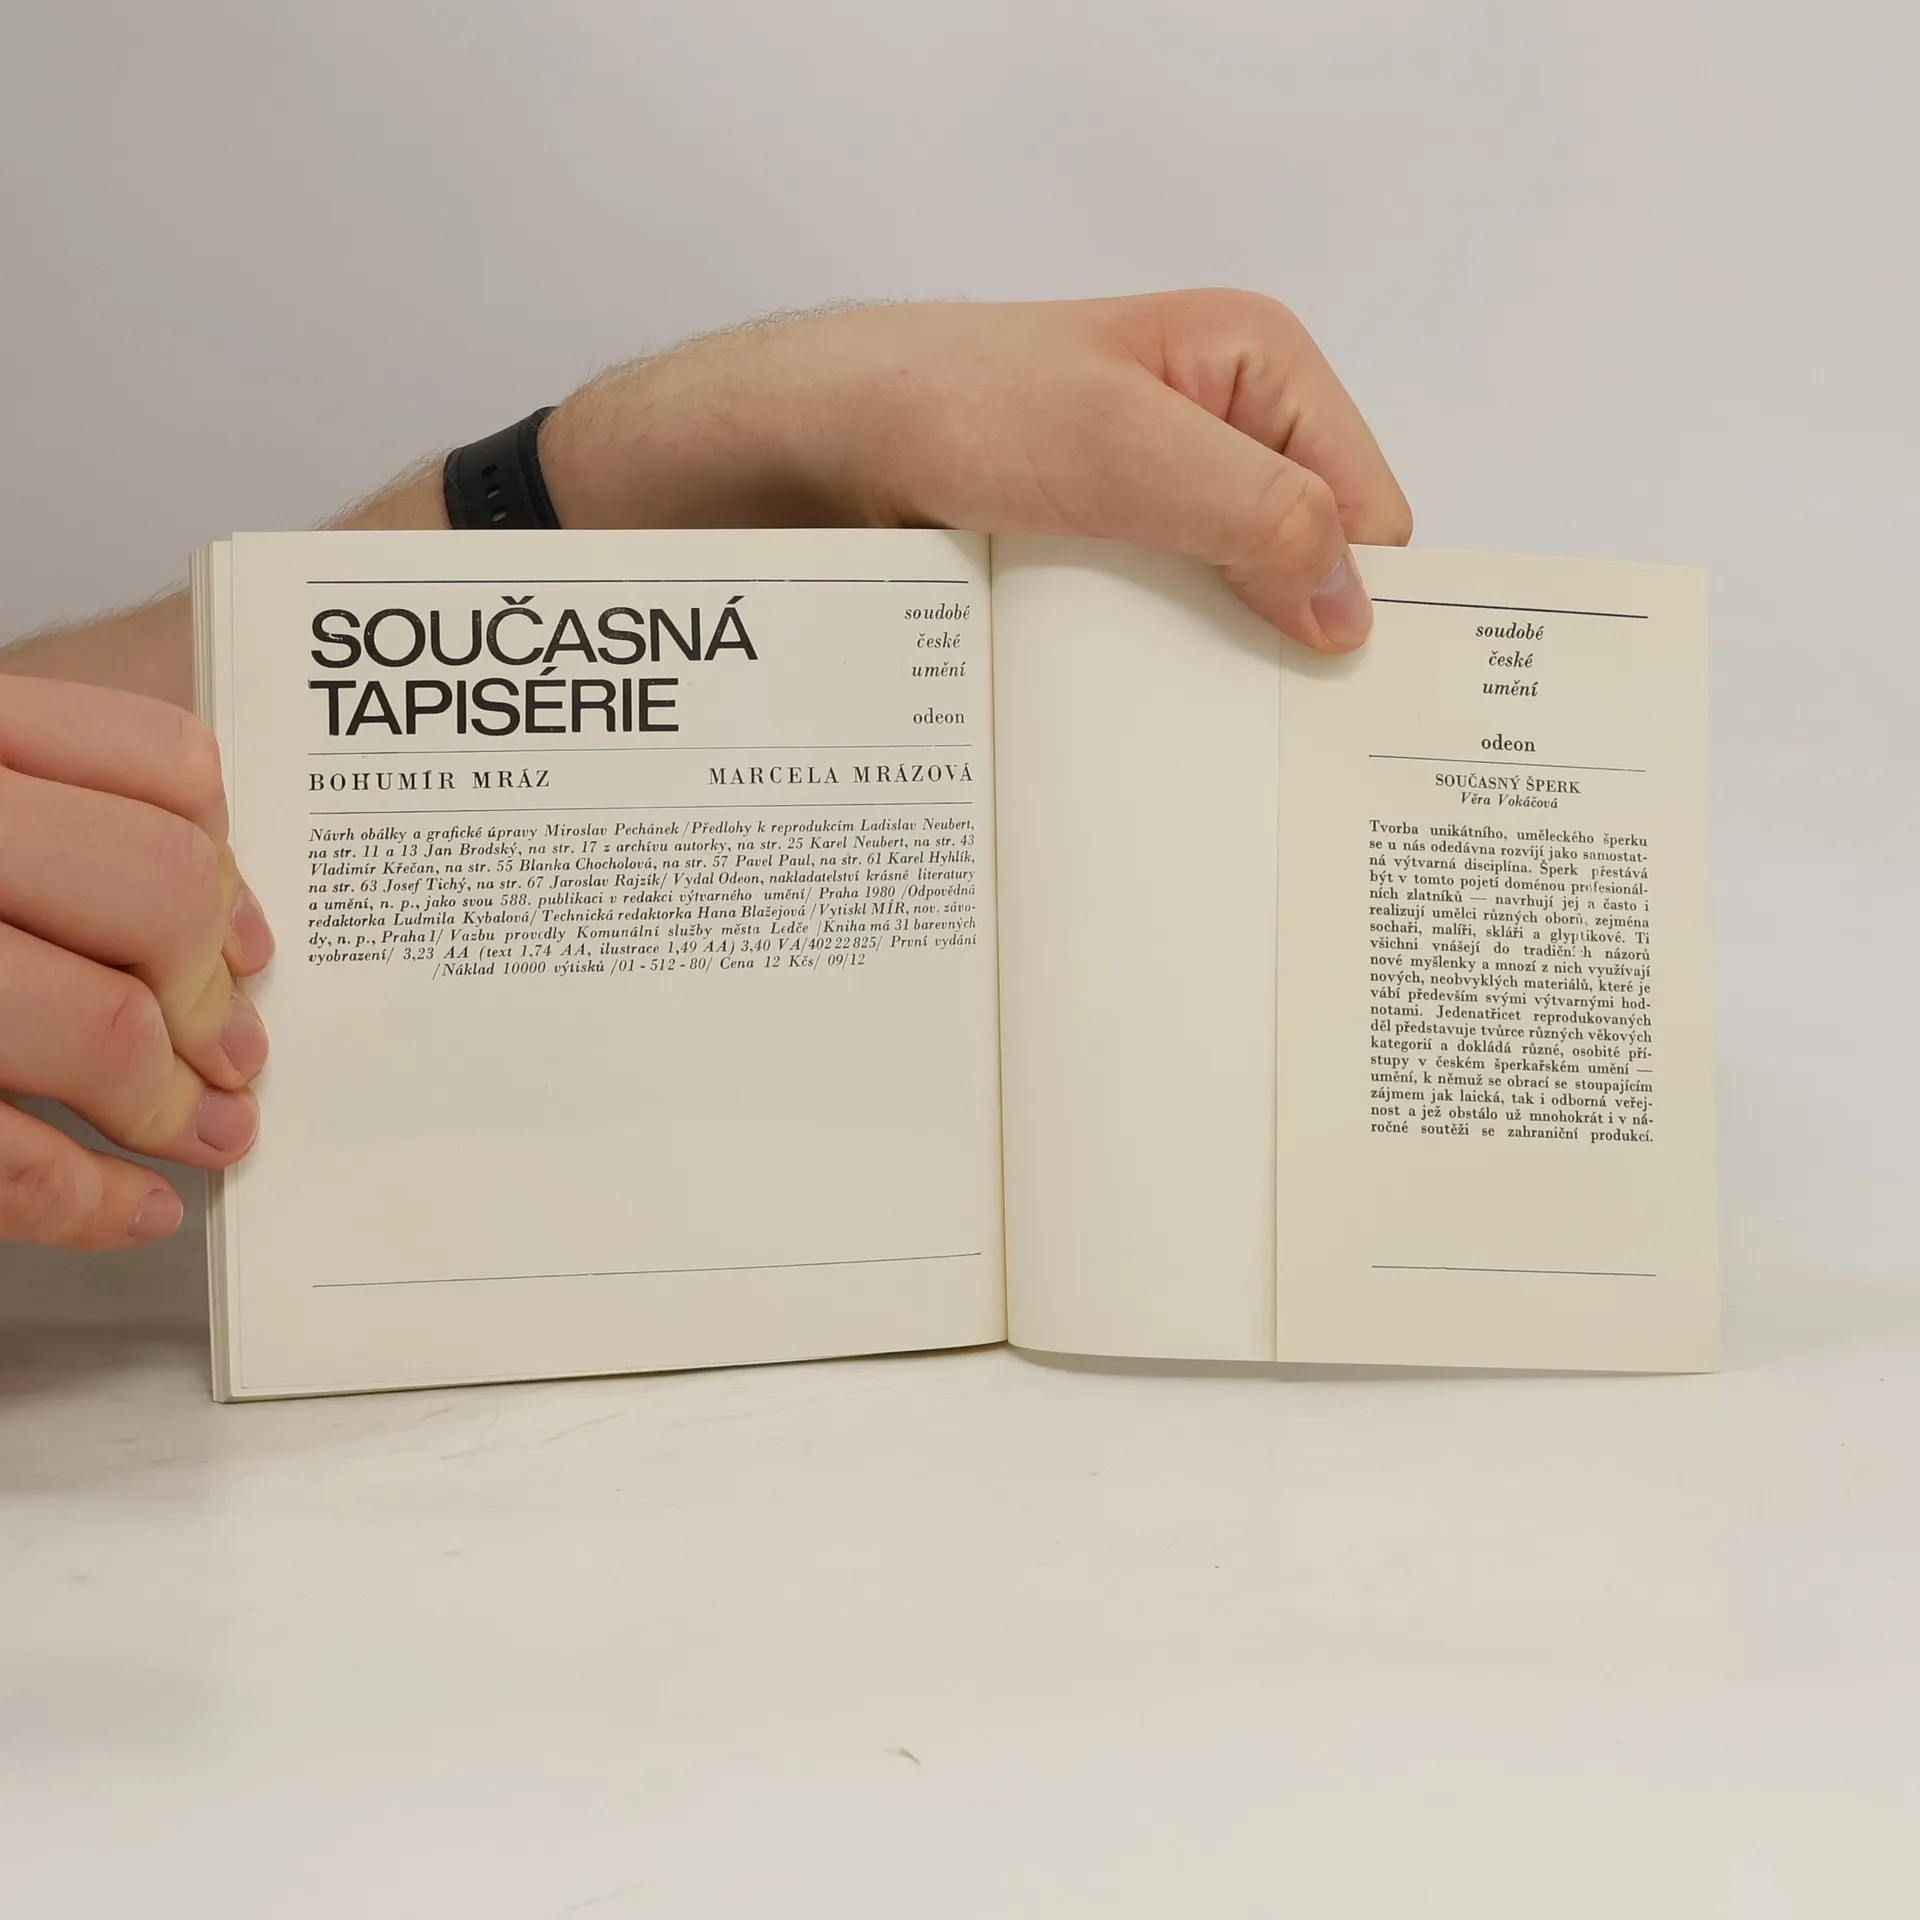 SOUČASNÁ
TAPISÉRIE
soudobé
české
umění
odeon
BOHUMÍR MRÁZ
MARCELA MRÁZOVÁ
Návrh obálky a grafické úpravy Miroslav Pechánek /Předlohy k reprodukcím Ladislav Neubert,
na str. 11 a 13 Jan Brodský, na str. 17 z archívu autorky, na str. 25 Karel Neubert, na str. 43
Vladimír Křečan, na str. 55 Blanka Chocholová, na str. 57 Pavel Paul, na str. 61 Karel Hyhlík,
na str. 63 Josef Tichý, na str. 67 Jaroslav Rajzík/ Vydal Odeon, nakladatelství krásné literatury
a umění, n. p., jako svou 588. publikaci v redakci výtvarného umění/ Praha 1980 /Odpovědná
redaktorka Ludmila Kybalová/ Technická redaktorka Hana Blažejová /Vytiskl MÍR, nov. závo-
dy, n. p., Praha 1/ Vazbu provedly Komunální služby města Ledče /Kniha má 31 barevných
vyobrazení/ 3,23 AA (text 1,74 AA, ilustrace 1,49 AA) 3,40 VA/402 22 825/ První vydání
/Náklad 10000 výtisků /01 - 512 - 80/ Cena 12 Kčs/ 09/12
soudobé
české
umění
odeon
SOUČASNÝ ŠPERK
Věra Vokáčová
Tvorba unikátního, uměleckého šperku
se u nás odedávna rozvíjí jako samostat-
ná výtvarná disciplína. Šperk přestává
být v tomto pojetí doménou profesionál-
ních zlatníků — navrhují jej a často i
realizují umělci různých oborů, zejména
sochaři, malíři, skláři a glyptikové. Ti
všichni vnášejí do tradičních názorů
nové myšlenky a mnozí z nich využívají
nových, neobvyklých materiálů, které je
vábí především svými výtvarnými hod-
notami. Jedenatřicet reprodukovaných
děl představuje tvůrce různých věkových
kategorií a dokládá různé, osobité pří-
stupy v českém šperkařském umění —
umění, k němuž se obrací se stoupajícím
zájmem jak laická, tak i odborná veřej-
nost a jež obstálo už mnohokrát i v ná-
ročné soutěži se zahraniční produkcí.